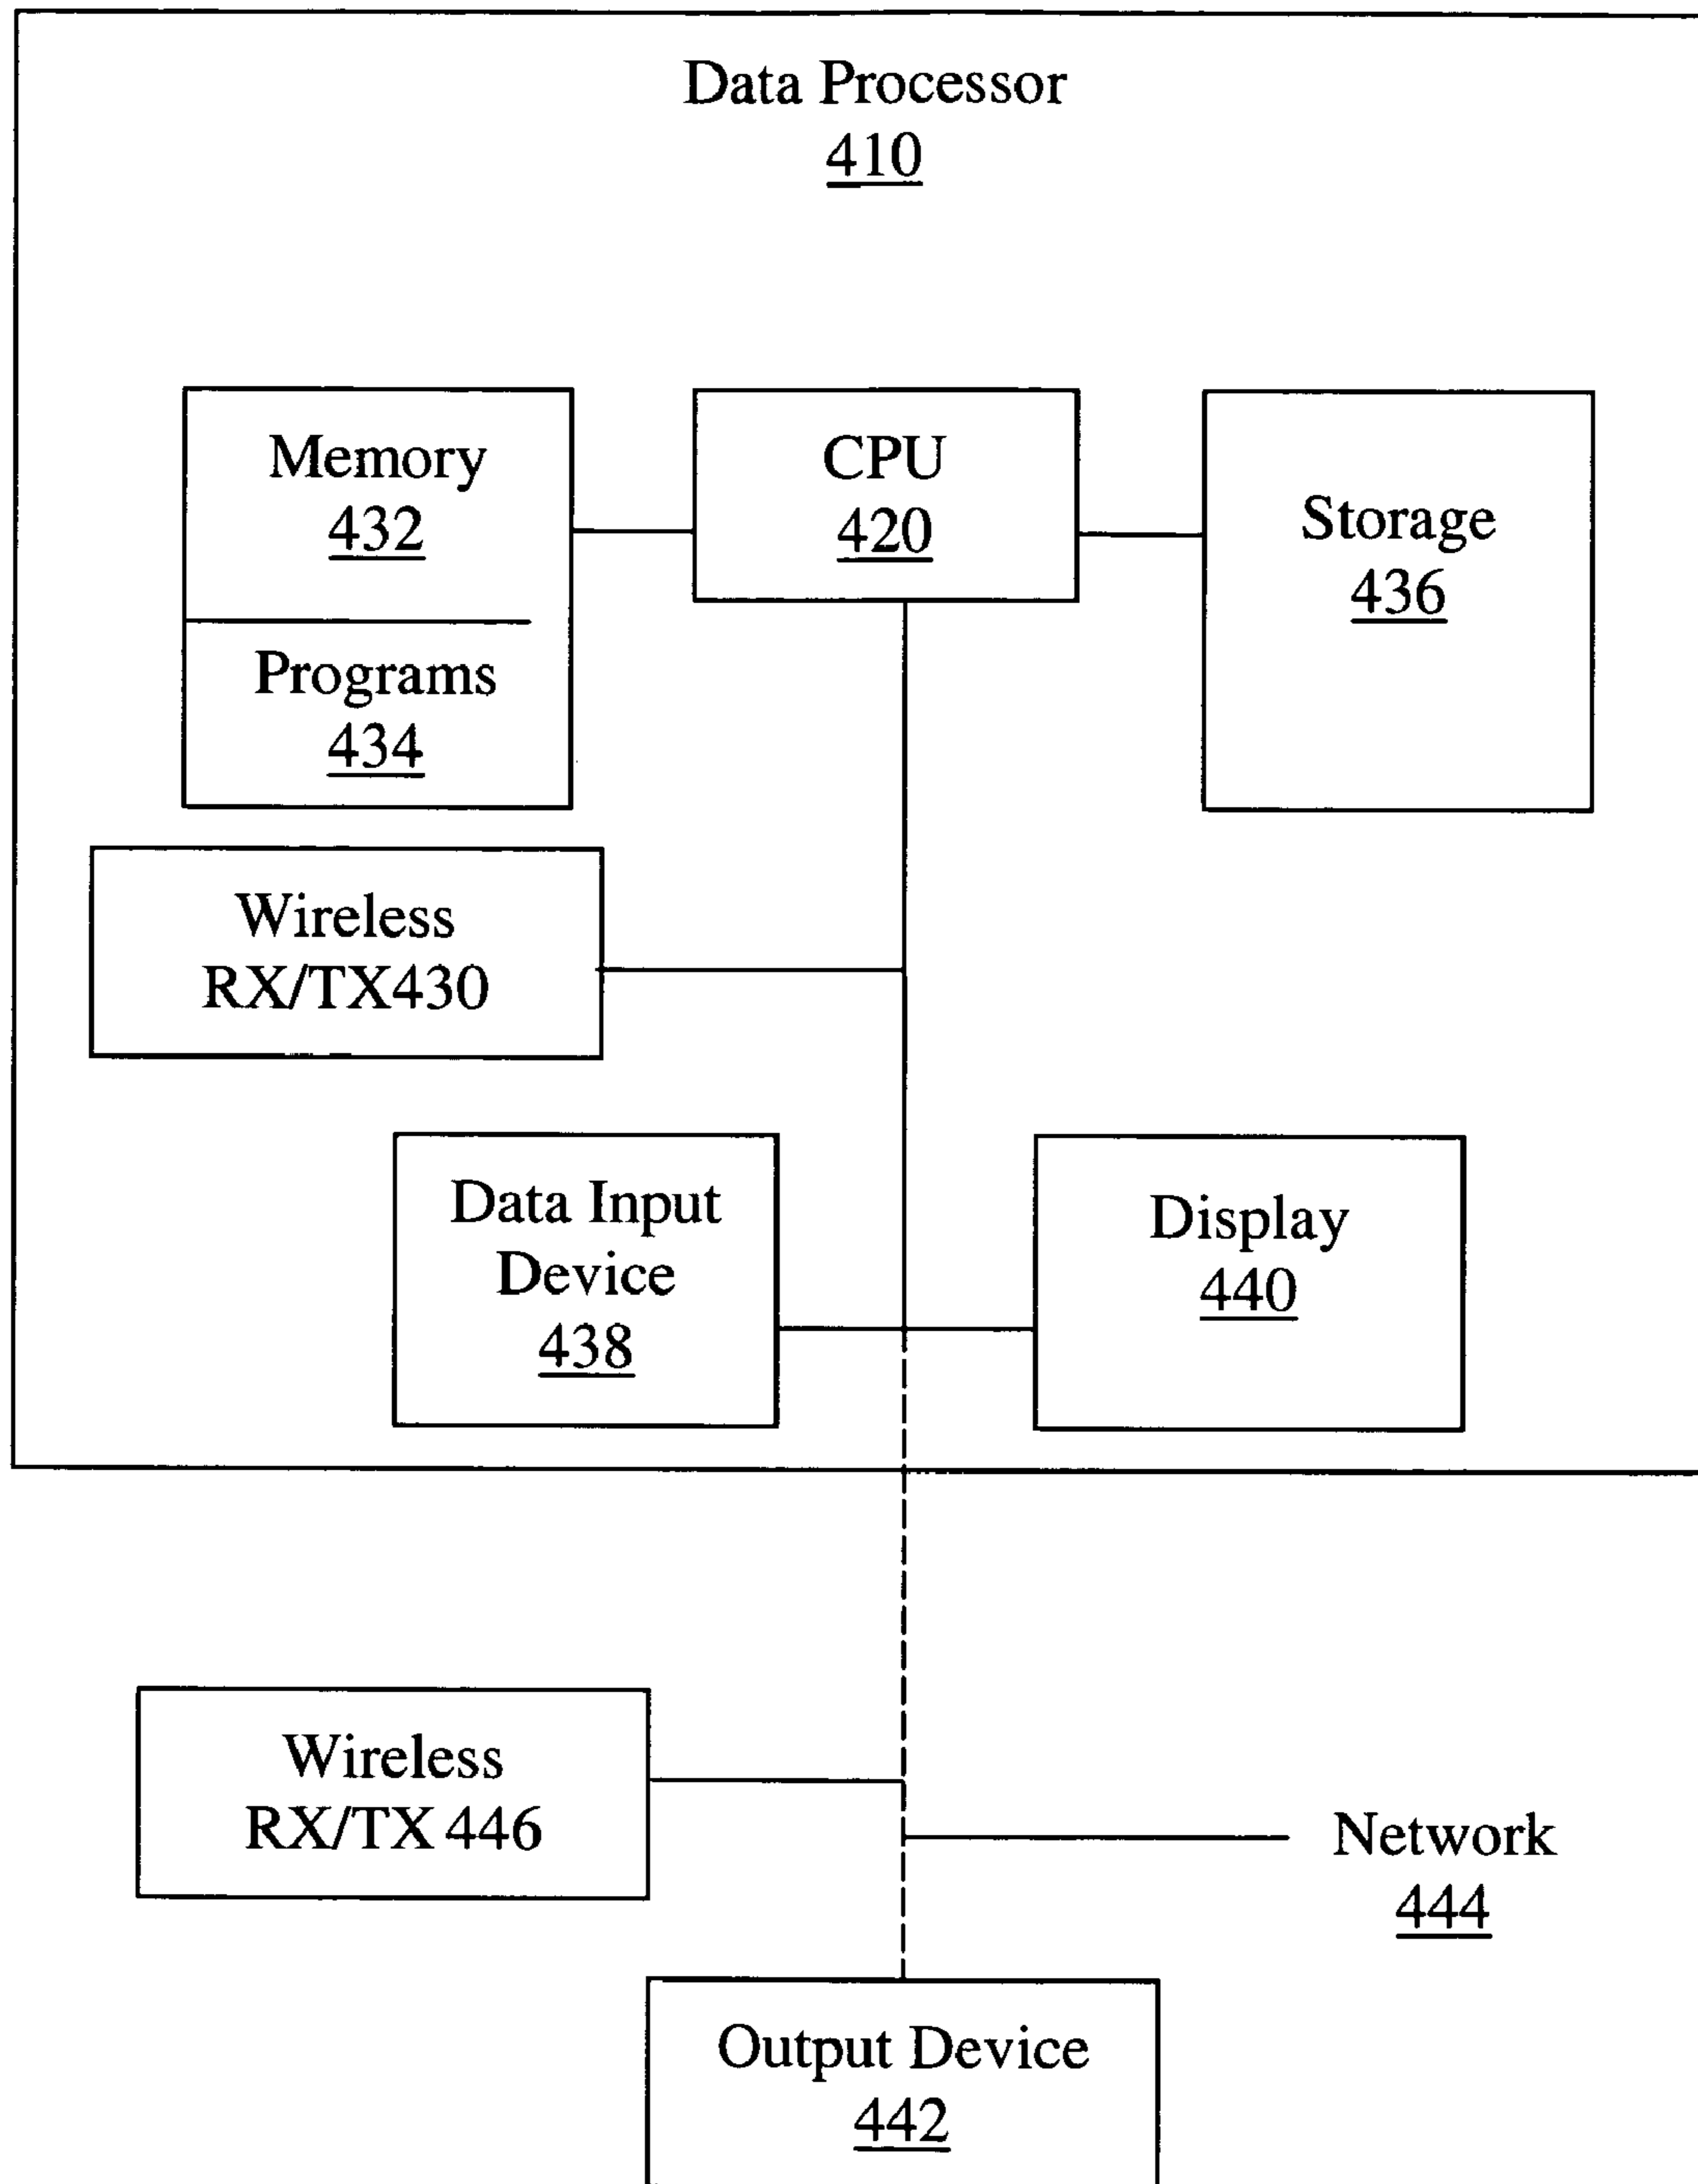 Data Processor
410
Memory
432
CPU
420
Storage
436
Programs
434
Wireless
RX/TX430
Data Input
Device
438
Display
440
Wireless
RX/TX 446
Network
444
Output Device
442